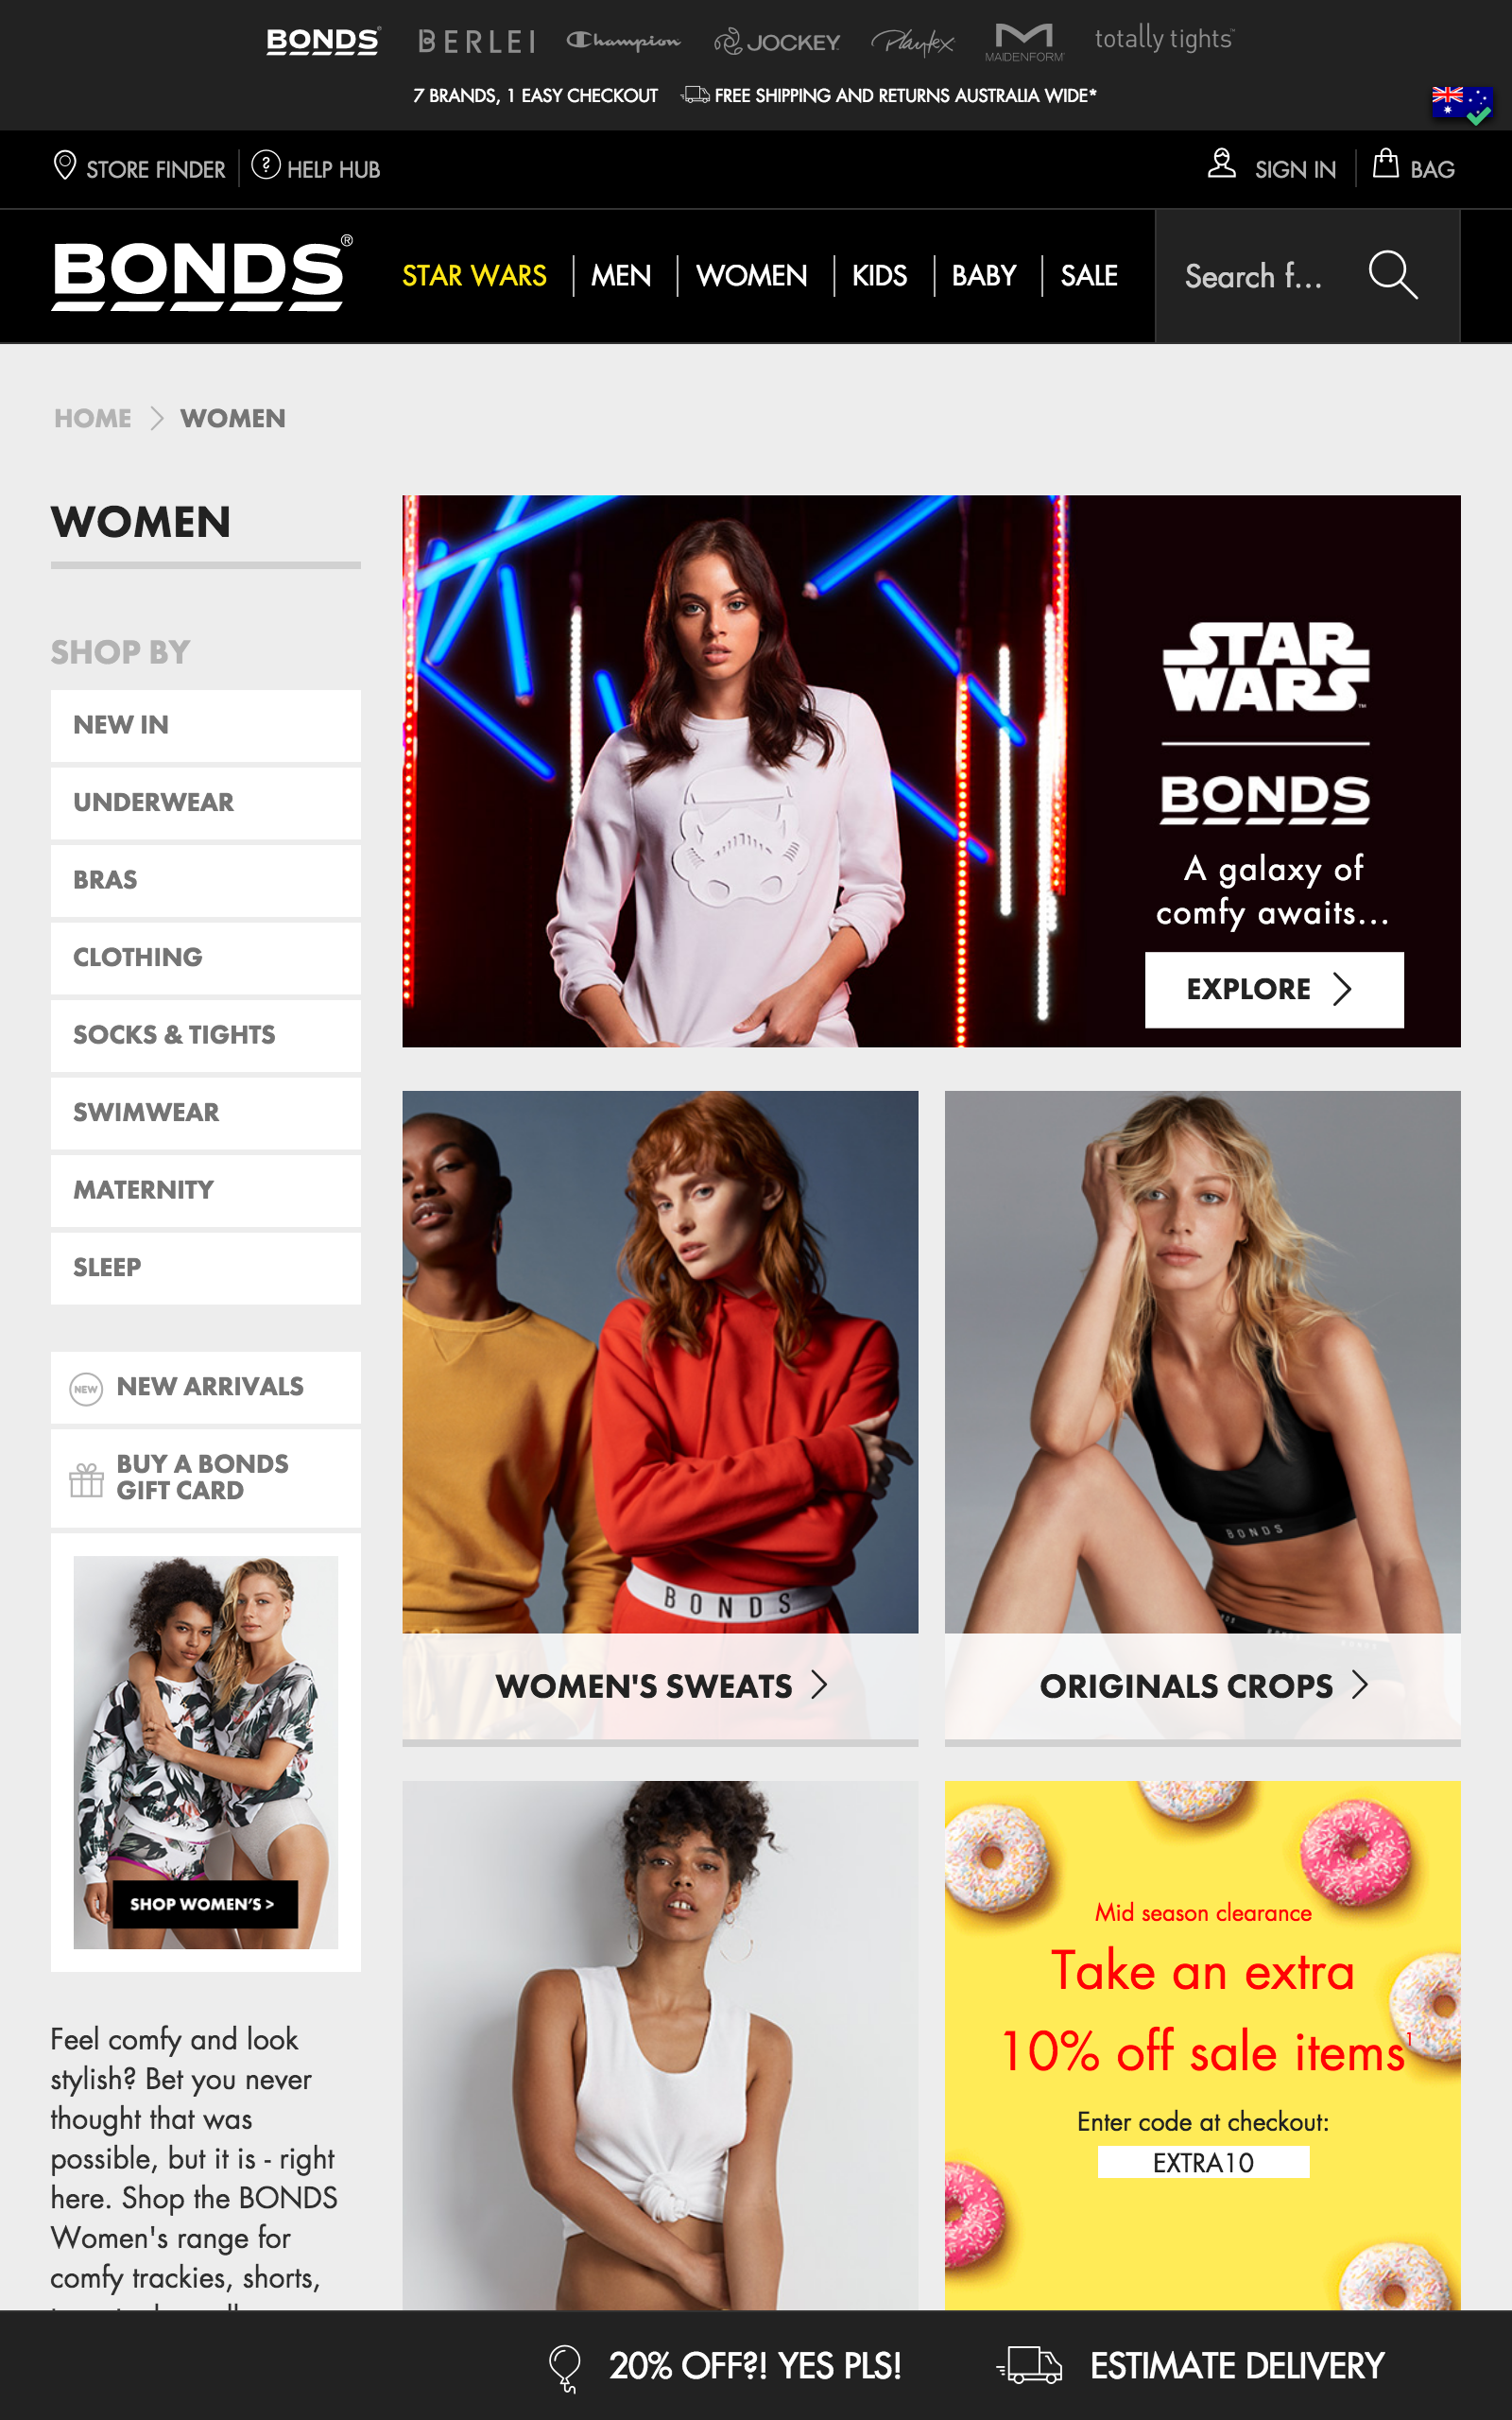 BONDS
BERLEI
Champion
JOCKEY
Playtex
MAIDENFORM
totally tights™
7 BRANDS, 1 EASY CHECKOUT
FREE SHIPPING AND RETURNS AUSTRALIA WIDE*
STORE FINDER
? HELP HUB
SIGN IN
BAG
BONDS®
STAR WARS
MEN
WOMEN
KIDS
BABY
SALE
Search f...
HOME > WOMEN
WOMEN
SHOP BY
NEW IN
UNDERWEAR
BRAS
CLOTHING
SOCKS & TIGHTS
SWIMWEAR
MATERNITY
SLEEP
NEW NEW ARRIVALS
BUY A BONDS
GIFT CARD
SHOP WOMEN'S >
Feel comfy and look
stylish? Bet you never
thought that was
possible, but it is - right
here. Shop the BONDS
Women's range for
comfy trackies, shorts,
STAR
WARS™
BONDS
A galaxy of
comfy awaits...
EXPLORE >
BONDS
WOMEN'S SWEATS >
BONDS
ORIGINALS CROPS >
Mid season clearance
Take an extra
10% off sale items¹
Enter code at checkout:
EXTRA10
20% OFF?! YES PLS!
ESTIMATE DELIVERY